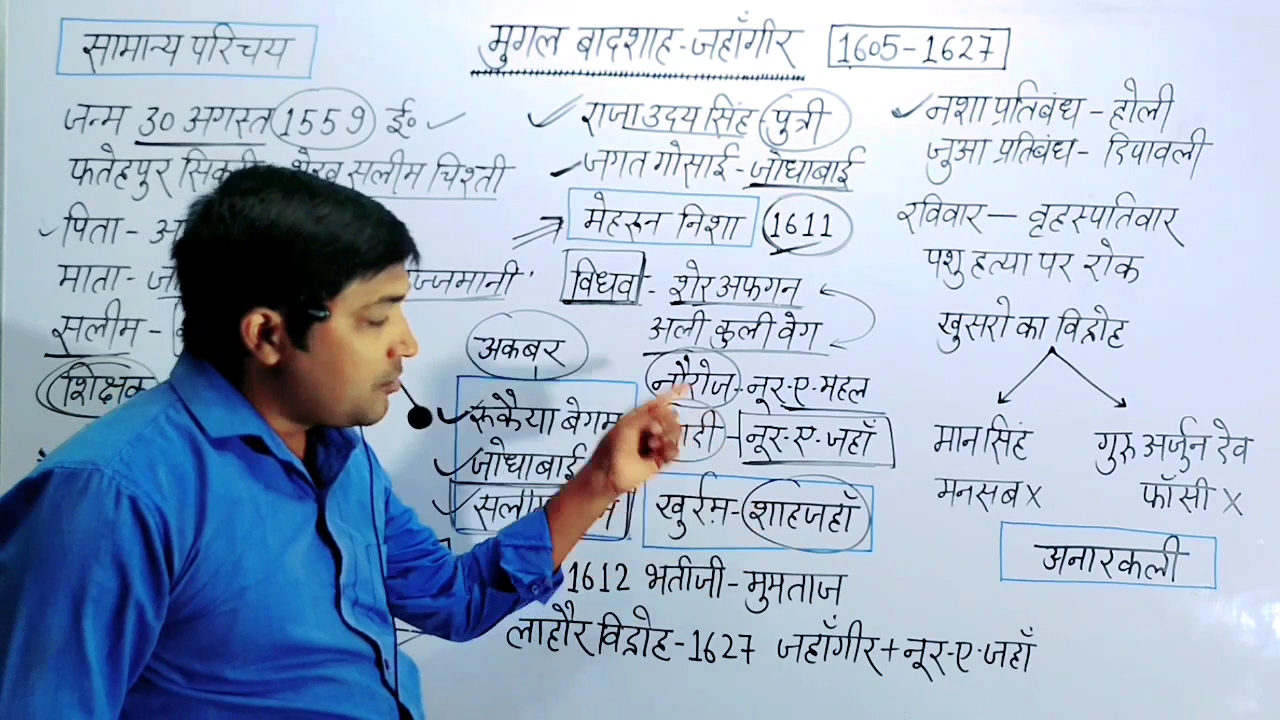 सामान्य परिचय
मुगल बादशाह-जहाँगीर
1605-1627
जन्म 30 अगस्त 1559 ई॰
फतेहपुर सिकरी शेख सलीम चिश्ती
पिता-
माता-
ज्जमानी
सलीम-
शिक्षक
अकबर
रूकैया बेगम
जोधाबाई
राजा उदय सिंह पुत्री
जगत गोसाई-जोधाबाई
मेहरून निशा 1611
विधवा-शेर अफगन
अली कुली वेग
नौरोज-नूर-ए-महल
-नूर-ए-जहाँ
खुर्रम-शाहजहाँ
1612 भतीजी-मुमताज
लाहौर विद्रोह-1627 जहाँगीर+नूर-ए-जहाँ
नशा प्रतिबंध-होली
जुआ प्रतिबंध-दिपावली
रविवार-वृहस्पतिवार
पशु हत्या पर रोक
खुसरो का विद्रोह
मान सिंह
मनसब x
गुरु अर्जुन देव
फाँसी x
अनारकली